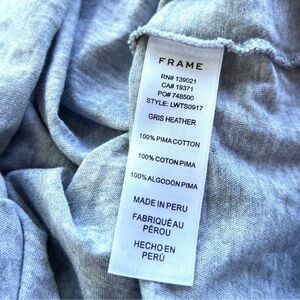 FRAME
RN# 139021
CA# 19371
PO# 748500
STYLE: LWTS0917
GRIS HEATHER
100% PIMA COTTON
100% COTON PIMA
100% ALGODÓN PIMA
MADE IN PERU
FABRIQUÉ AU
PÉROU
HECHO EN
PERÚ